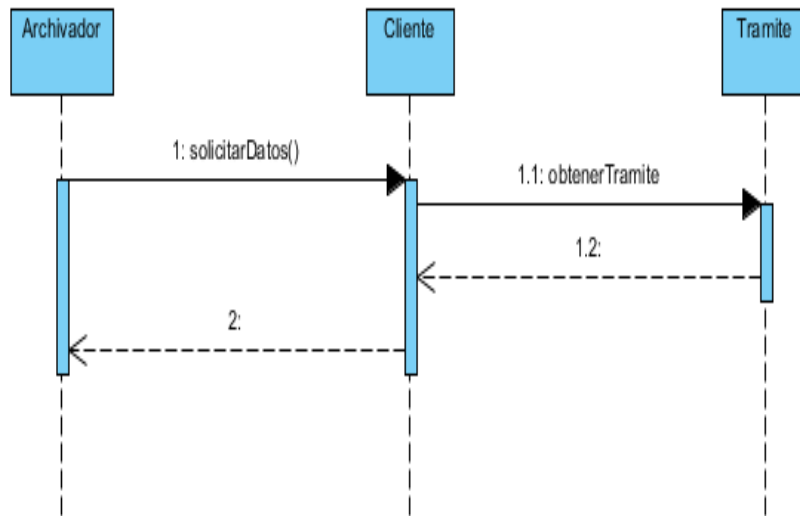 Archivador
Cliente
Tramite
1: solicitarDatos()
1.1: obtenerTramite
1.2:
2: